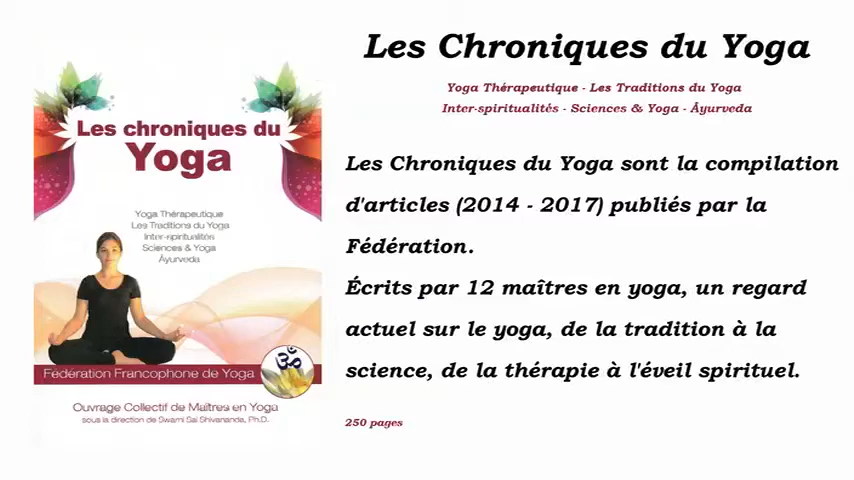 Les Chroniques du Yoga
Yoga Thérapeutique - Les Traditions du Yoga
Inter-spiritualités - Sciences & Yoga - Âyurveda
Les chroniques du
Yoga
Yoga Thérapeutique
Les Traditions du Yoga
Inter-spiritualités
Sciences & Yoga
Âyurveda
Fédération Francophone de Yoga
ॐ
Ouvrage Collectif de Maîtres en Yoga
sous la direction de Swami Sai Shivananda, Ph.D.
Les Chroniques du Yoga sont la compilation
d'articles (2014 - 2017) publiés par la
Fédération.
Écrits par 12 maîtres en yoga, un regard
actuel sur le yoga, de la tradition à la
science, de la thérapie à l'éveil spirituel.
250 pages